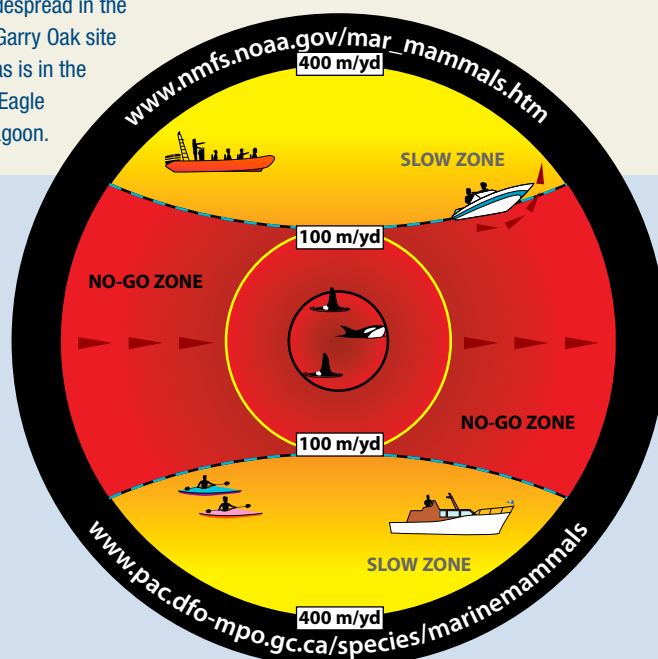 despread in the
Garry Oak site
as is in the
Eagle
agoon.
www.nmfs.noaa.gov/mar_mammals.htm
400 m/yd
SLOW ZONE
100 m/yd
NO-GO ZONE
NO-GO ZONE
100 m/yd
SLOW ZONE
400 m/yd
www.pac.dfo-mpo.gc.ca/species/marinemammals